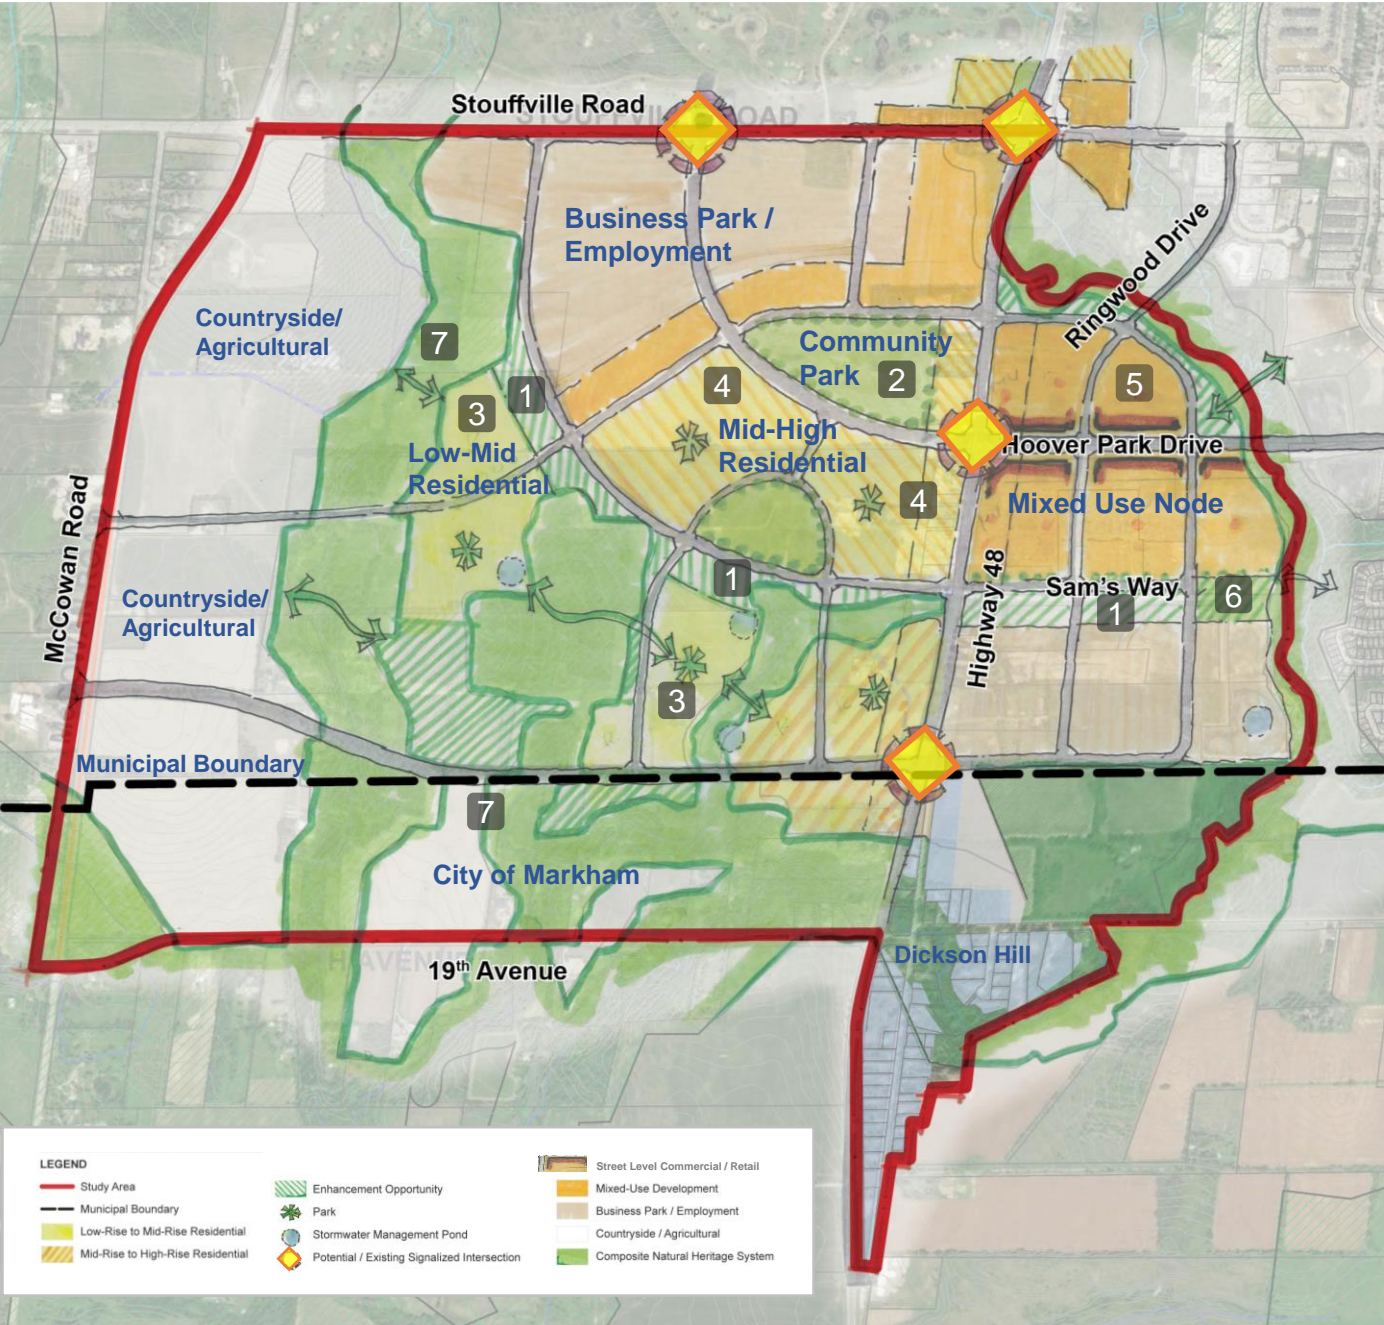 Stouffville Road
STOUFFVILLE ROAD
Business Park /
Employment
Ringwood Drive
Countryside/
Agricultural
7
Community
Park
2
4
5
1
3
Mid-High
Residential
Low-Mid
Residential
Hoover Park Drive
4
Mixed Use Node
McCowan Road
Highway 48
1
Sam's Way
1
6
Countryside/
Agricultural
3
Municipal Boundary
7
City of Markham
Dickson Hill
19th Avenue
LEGEND
Study Area
Municipal Boundary
Low-Rise to Mid-Rise Residential
Mid-Rise to High-Rise Residential
Enhancement Opportunity
Park
Stormwater Management Pond
Potential / Existing Signalized Intersection
Street Level Commercial / Retail
Mixed-Use Development
Business Park / Employment
Countryside / Agricultural
Composite Natural Heritage System